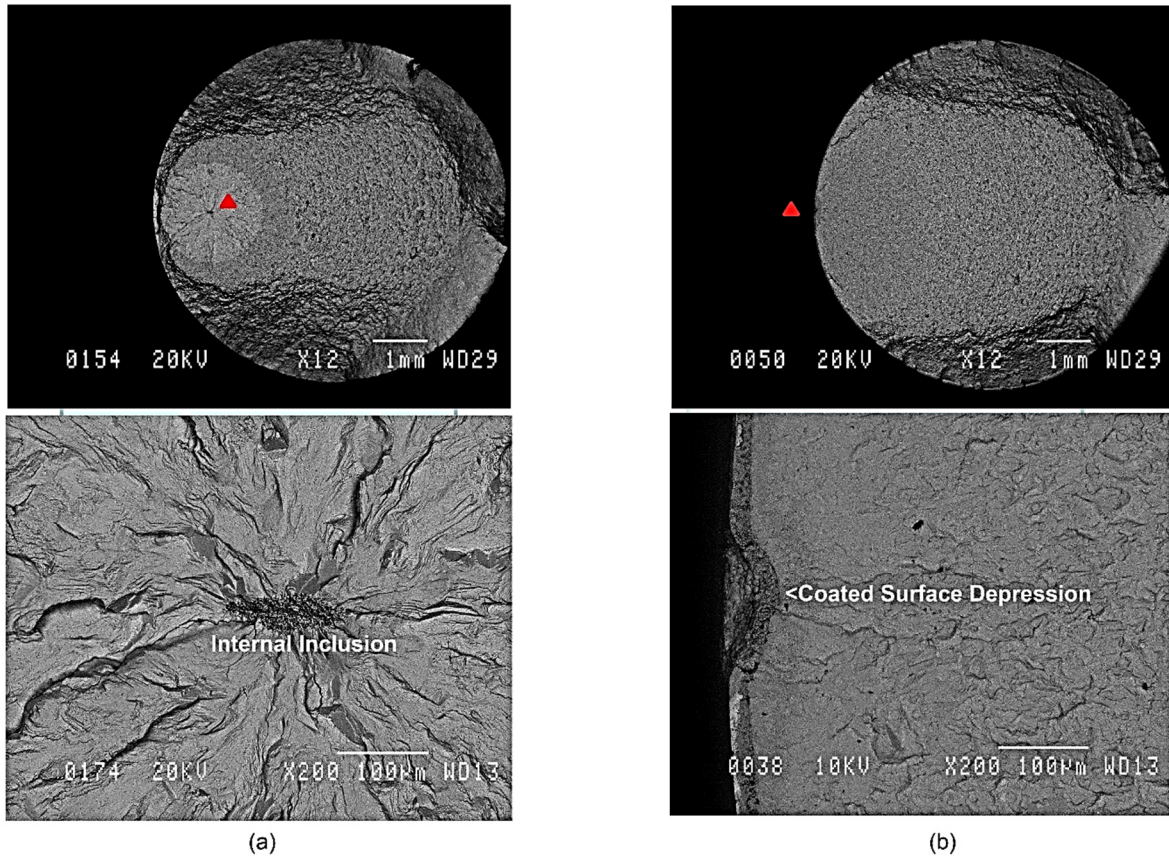 0154 20KV X12 1mm WD29
0050 20KV X12 1mm WD29
Internal Inclusion
0174 20KV X200 100µm WD13
<Coated Surface Depression
0038 10KV X200 100µm WD13
(a)
(b)